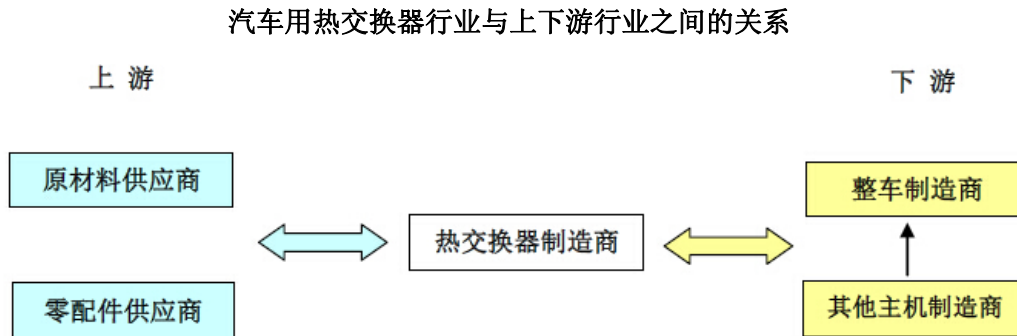 汽车用热交换器行业与上下游行业之间的关系
上 游
下 游
原材料供应商
整车制造商
热交换器制造商
零配件供应商
其他主机制造商